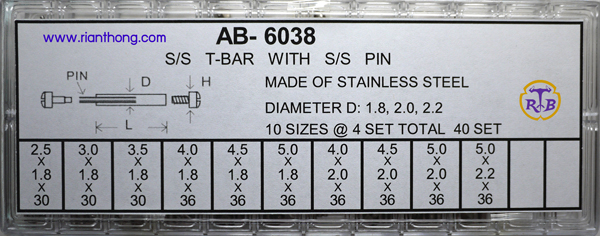 www.rianthong.com
AB- 6038
S/S T-BAR WITH S/S PIN
PIN D H
L
MADE OF STAINLESS STEEL
DIAMETER D: 1.8, 2.0, 2.2
10 SIZES @ 4 SET TOTAL 40 SET
RTB
2.5 3.0 3.5 4.0 4.5 5.0 4.0 4.5 5.0 5.0
X X X X X X X X X X
1.8 1.8 1.8 1.8 1.8 1.8 2.0 2.0 2.0 2.2
X X X X X X X X X X
30 30 30 36 36 36 36 36 36 36